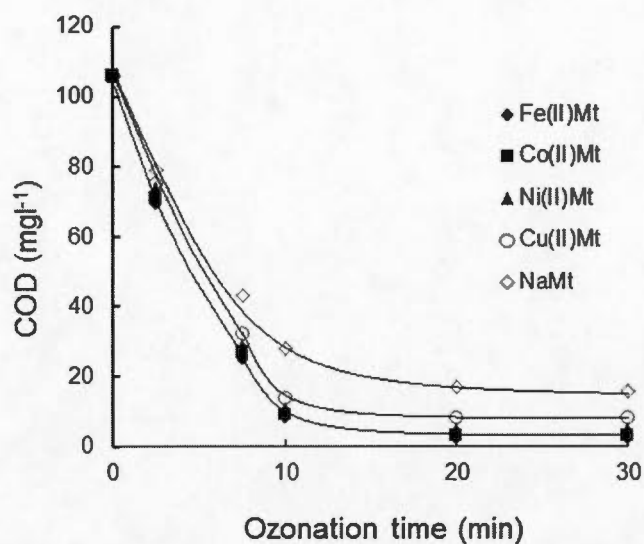 120
100
80
60
40
20
0
COD (mgl-1)
Fe(II)Mt
Co(II)Mt
Ni(II)Mt
Cu(II)Mt
NaMt
0 10 20 30
Ozonation time (min)